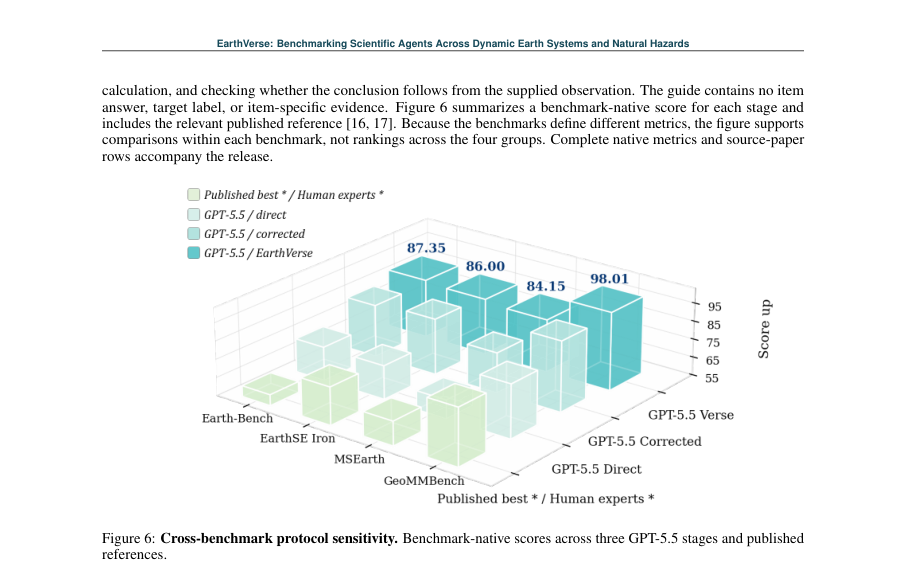 EarthVerse: Benchmarking Scientific Agents Across Dynamic Earth Systems and Natural Hazards
calculation, and checking whether the conclusion follows from the supplied observation. The guide contains no item
answer, target label, or item-specific evidence. Figure 6 summarizes a benchmark-native score for each stage and
includes the relevant published reference [16, 17]. Because the benchmarks define different metrics, the figure supports
comparisons within each benchmark, not rankings across the four groups. Complete native metrics and source-paper
rows accompany the release.
Published best * / Human experts *
GPT-5.5 / direct
GPT-5.5 / corrected
GPT-5.5 / EarthVerse
87.35
86.00
84.15
98.01
95
85
75
65
55
Score up
Earth-Bench
EarthSE Iron
MSEarth
GeoMMBench
GPT-5.5 Verse
GPT-5.5 Corrected
GPT-5.5 Direct
Published best * / Human experts *
Figure 6: Cross-benchmark protocol sensitivity. Benchmark-native scores across three GPT-5.5 stages and published
references.